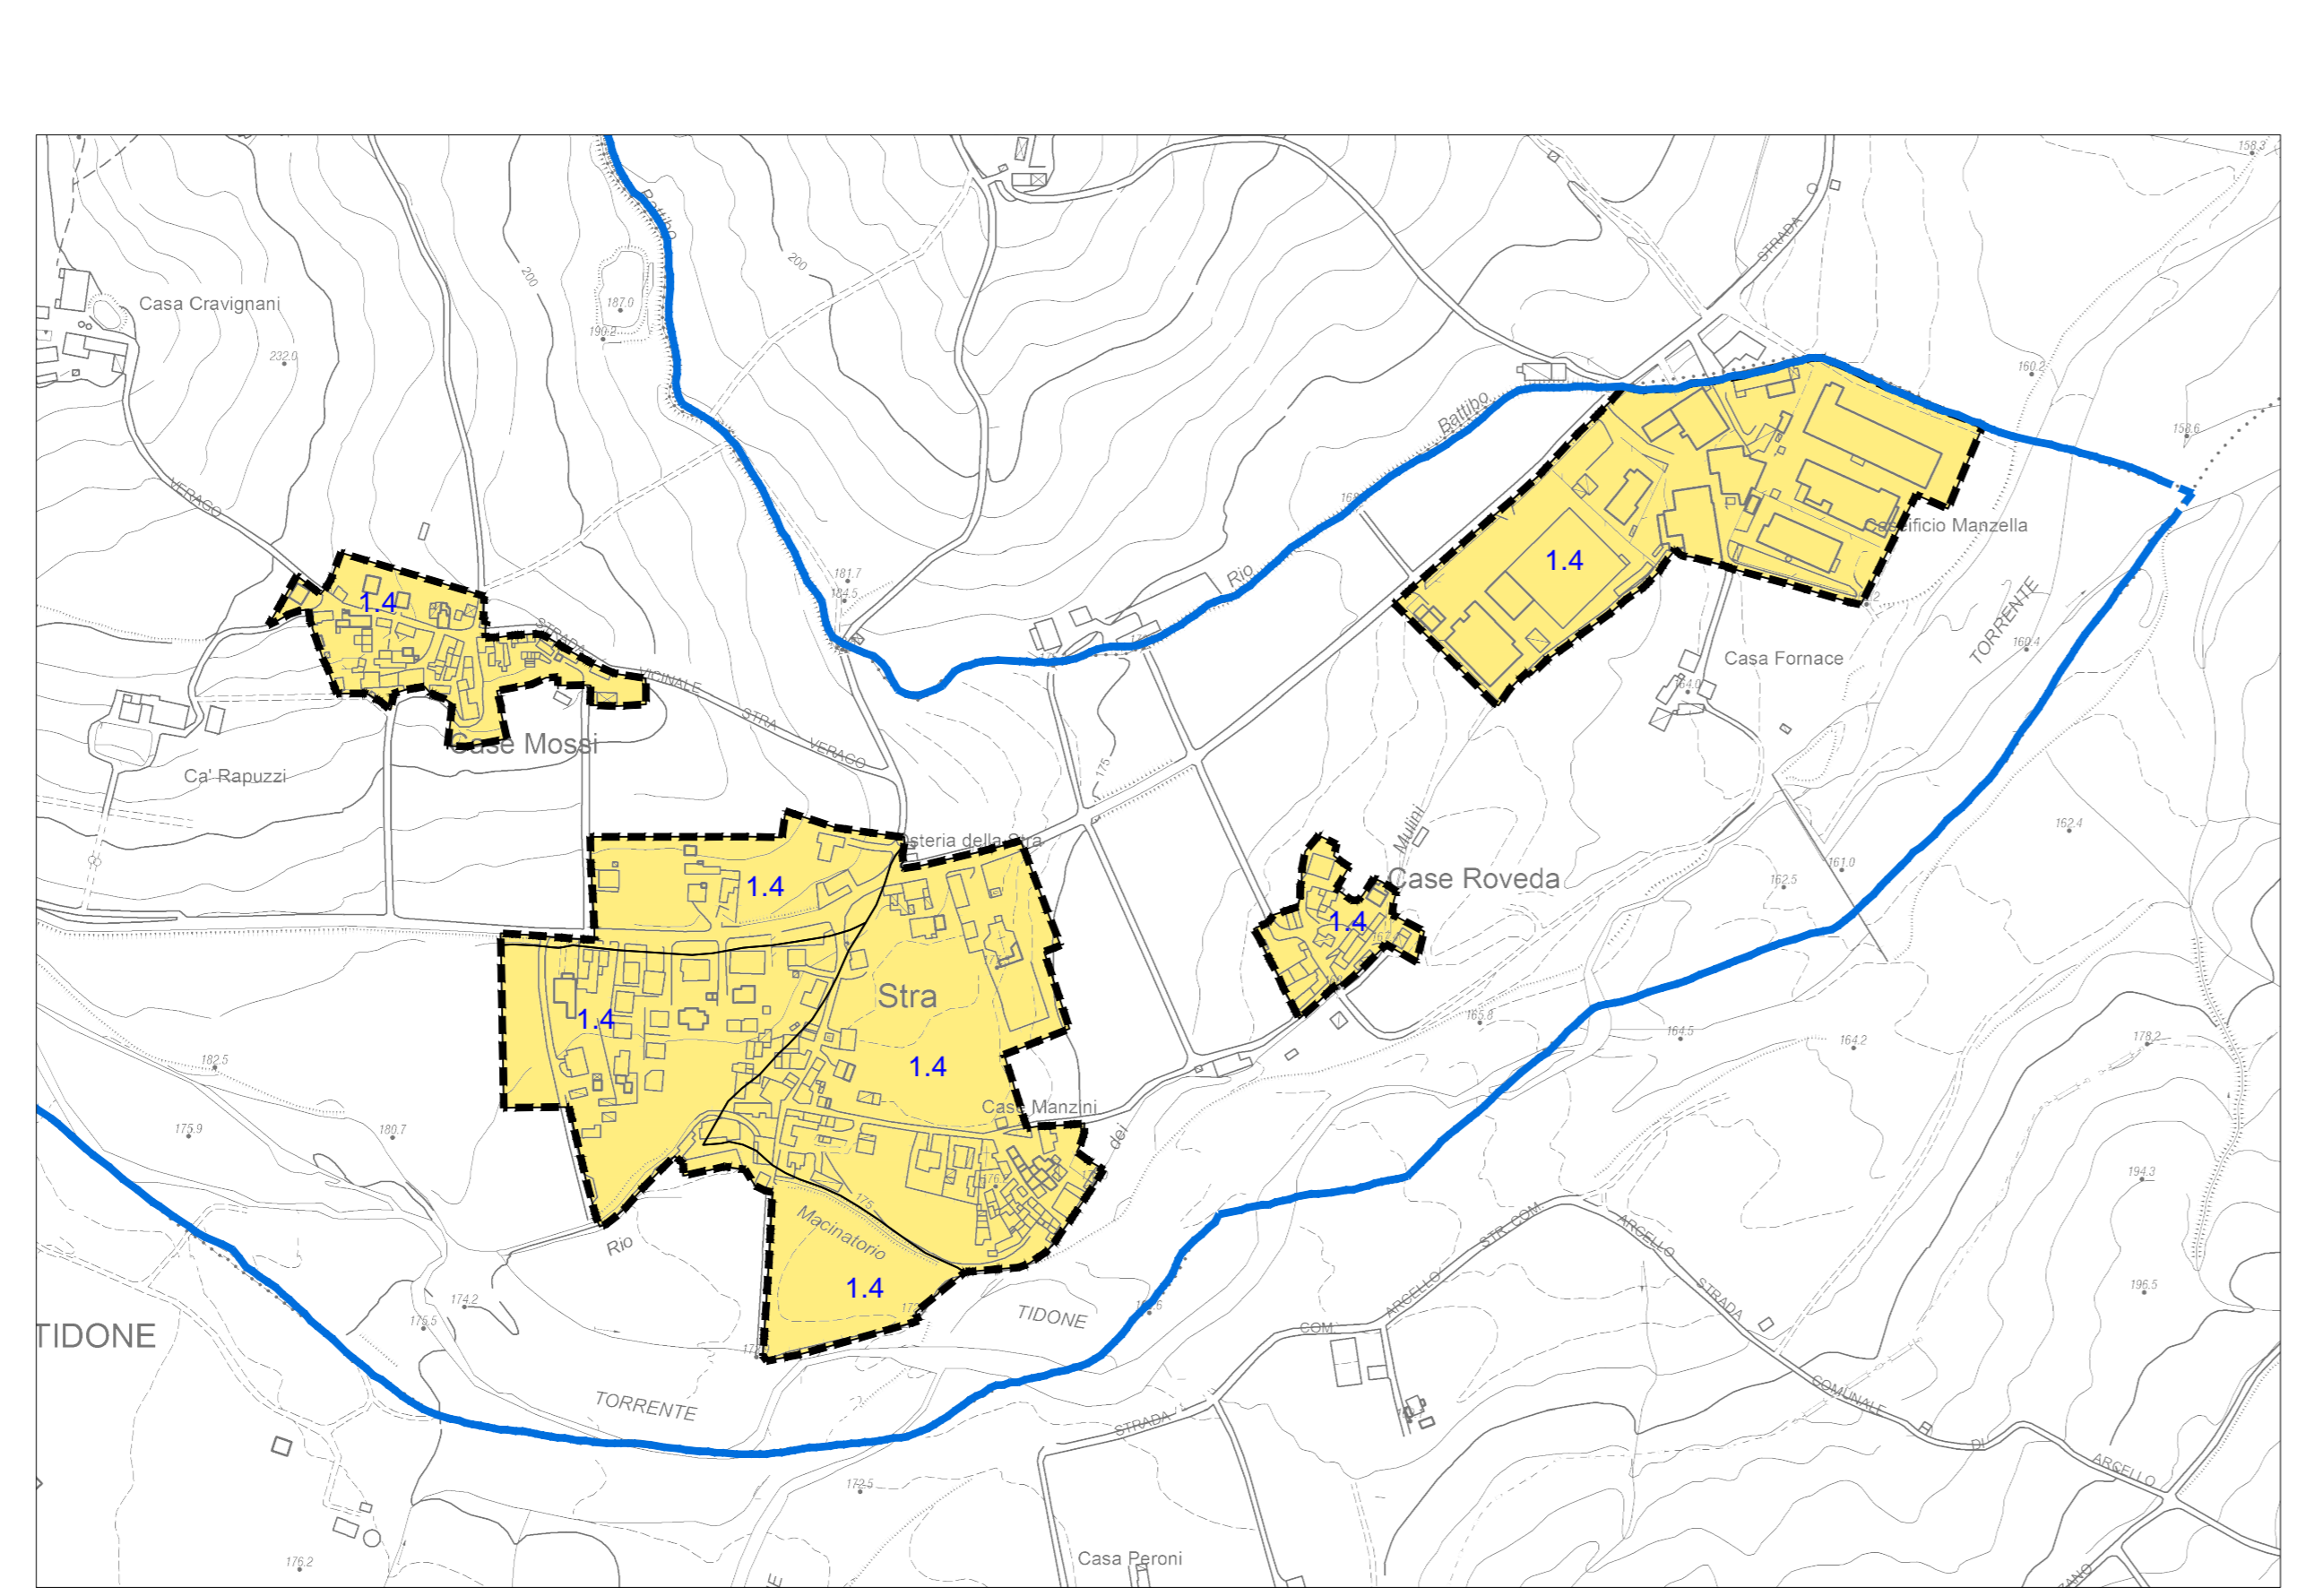 158.3
Battibo
STRADA
200
200
187.0
190.2
Casa Cravignani
232.0
160.2
Battibo
158.6
VERAGO
Caseificio Manzella
1.4
181.7
184.5
Rio
1.4
STRADA
TORRENTE
160.4
Casa Fornace
164.0
VICINALE
STRA
VERAGO
Case Mossi
Ca' Rapuzzi
175
Mulini
162.4
Osteria della Stra
161.0
162.5
Case Roveda
1.4
1.4
Stra
1.4
165.8
164.5
164.2
178.2
182.5
1.4
Case Manzini
175.9
180.7
dei
194.3
175
Macinatorio
Rio
STR. COM.
ARCELLO
1.4
ARCELLO
STRADA
196.5
174.2
175.5
TIDONE
TIDONE
COM.
TORRENTE
STRADA
COMUNALE
DI
ARCELLO
172.5
Casa Peroni
176.2